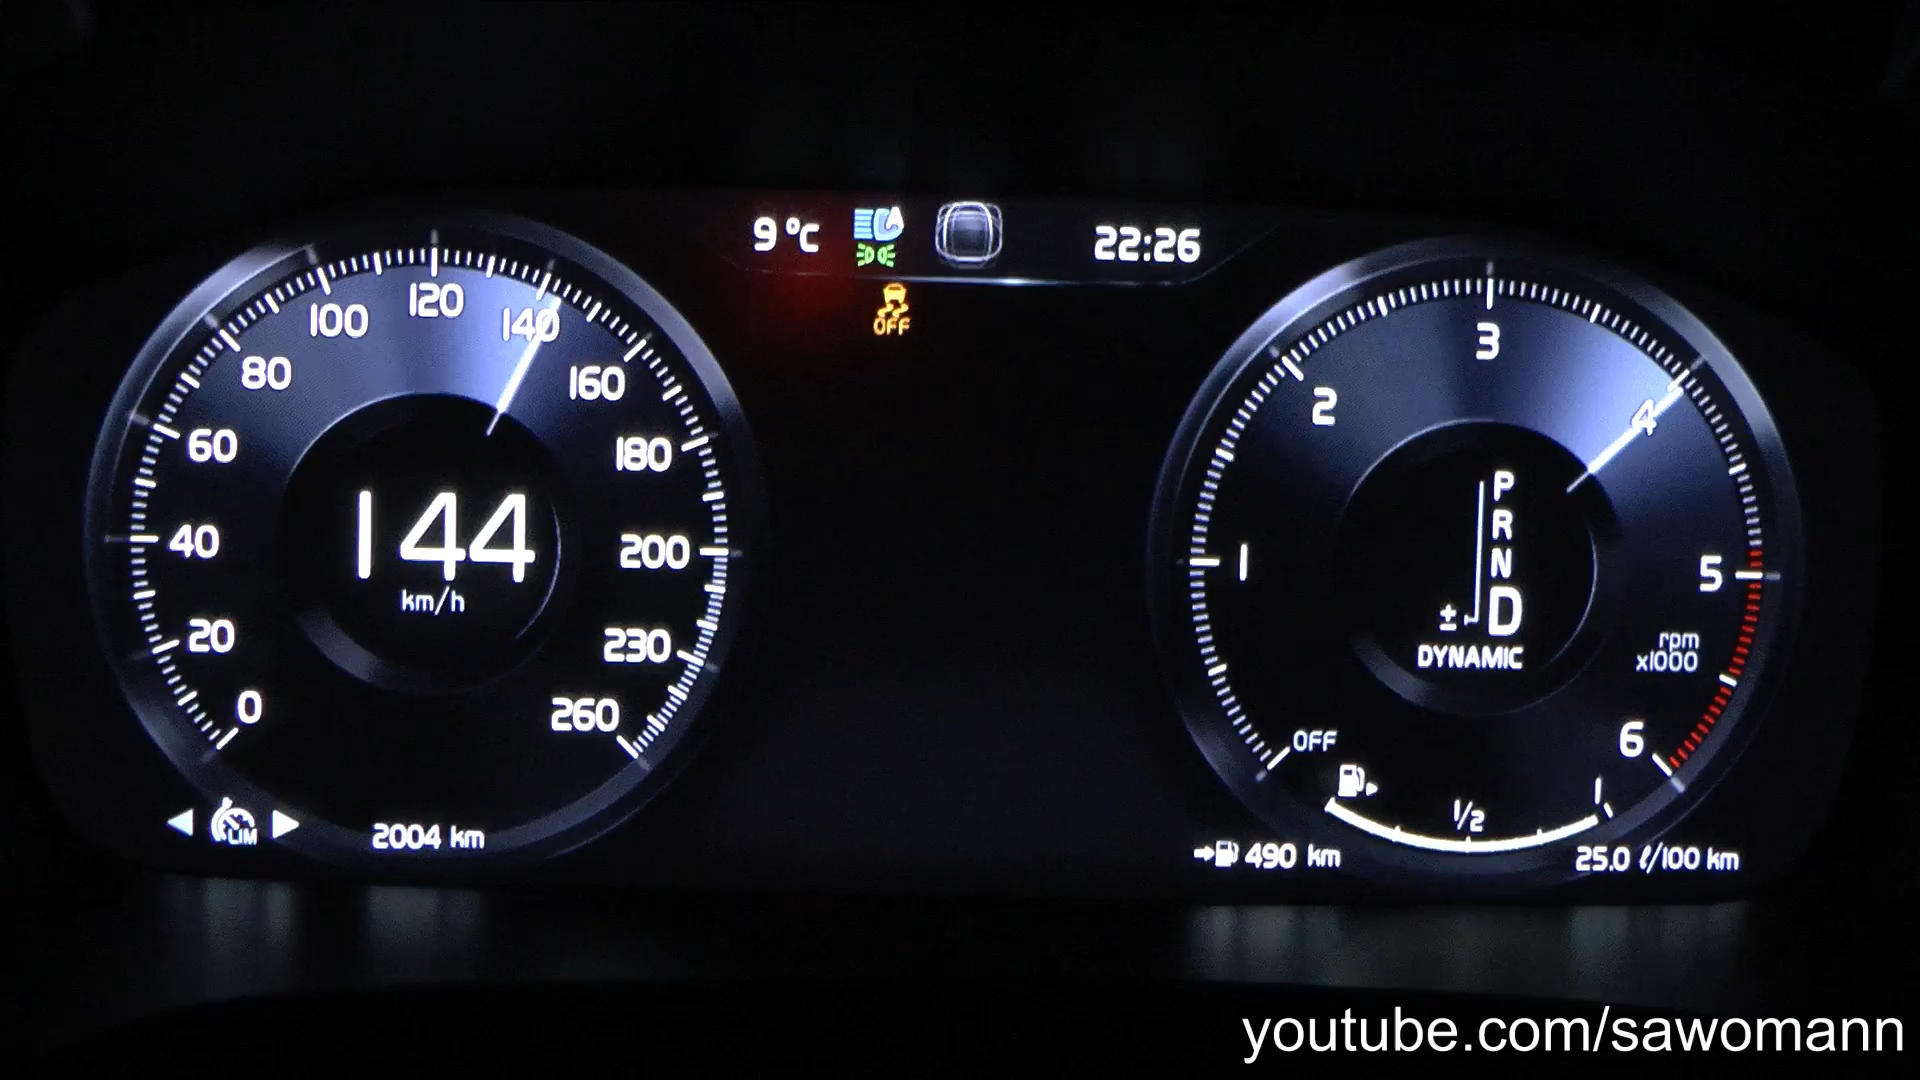 9 °C
A
22:26
OFF
0
20
40
60
80
100
120
140
160
180
200
230
260
144
km/h
LIM
2004 km
OFF
1
2
3
4
5
6
rpm
x1000
P
R
N
D
±
DYNAMIC
1/2
1
490 km
25.0 ℓ/100 km
youtube.com/sawomann